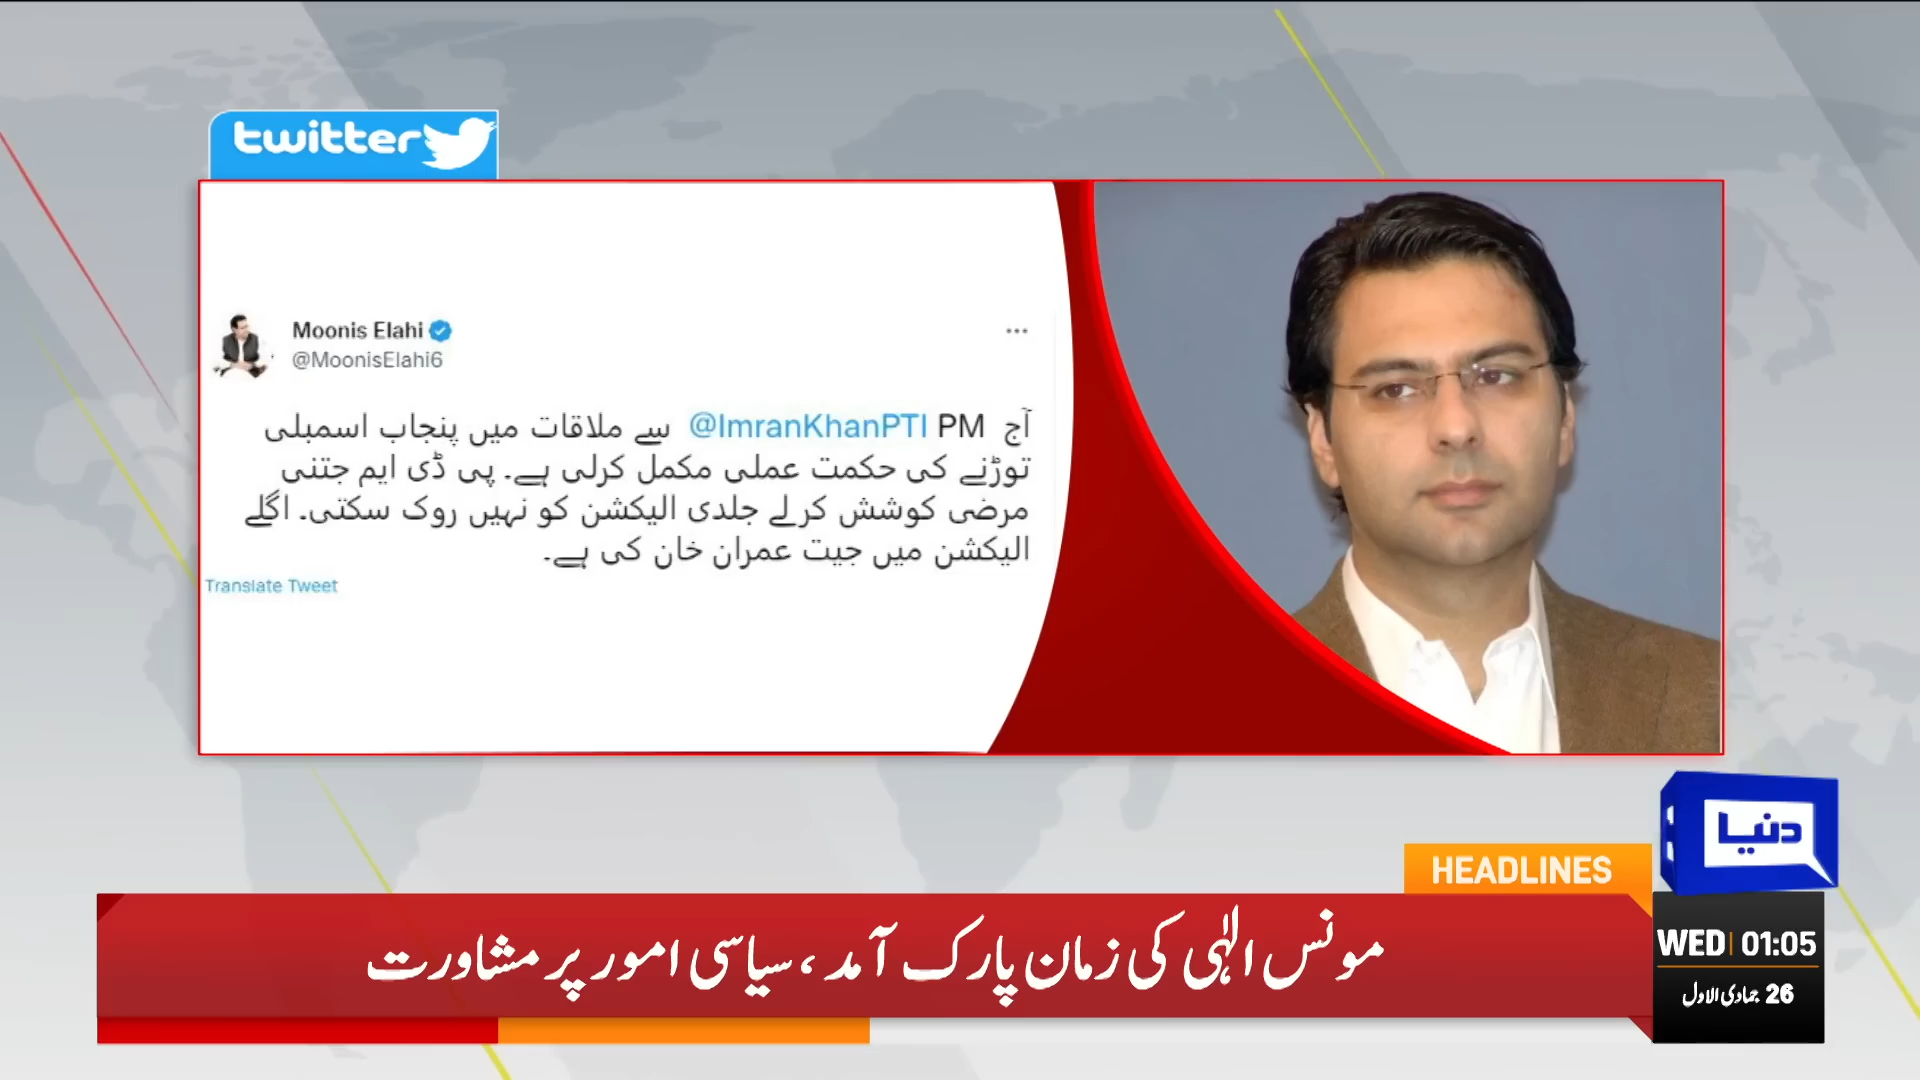 twitter
Moonis Elahi
@MoonisElahi6
آج PM @ImranKhanPTI سے ملاقات میں پنجاب اسمبلی
توڑنے کی حکمت عملی مکمل کرلی ہے۔ پی ڈی ایم جتنی
مرضی کوشش کر لے جلدی الیکشن کو نہیں روک سکتی۔ اگلے
الیکشن میں جیت عمران خان کی ہے۔
Translate Tweet
دنیا
HEADLINES
مونس الہٰی کی زمان پارک آمد، سیاسی امور پر مشاورت
WED 01:05
26 جمادی الاول